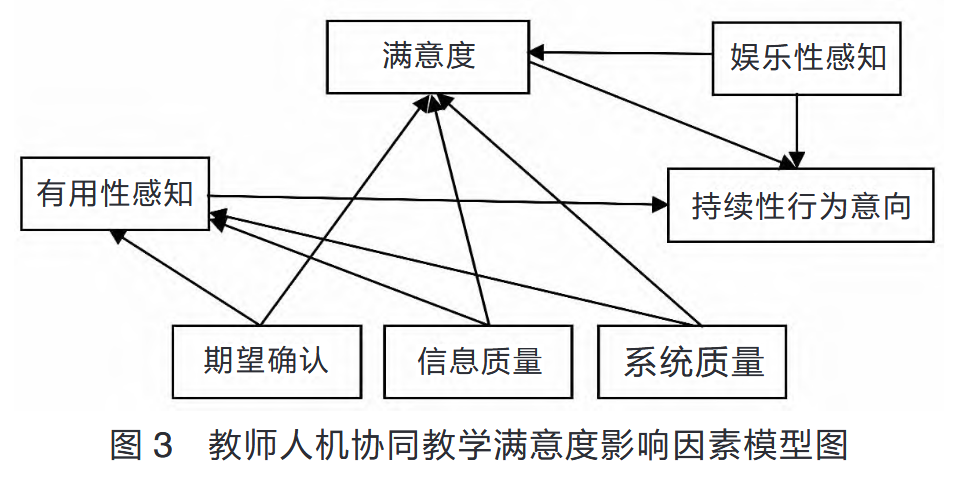 满意度
娱乐性感知
有用性感知
持续性行为意向
期望确认
信息质量
系统质量
图 3 教师人机协同教学满意度影响因素模型图